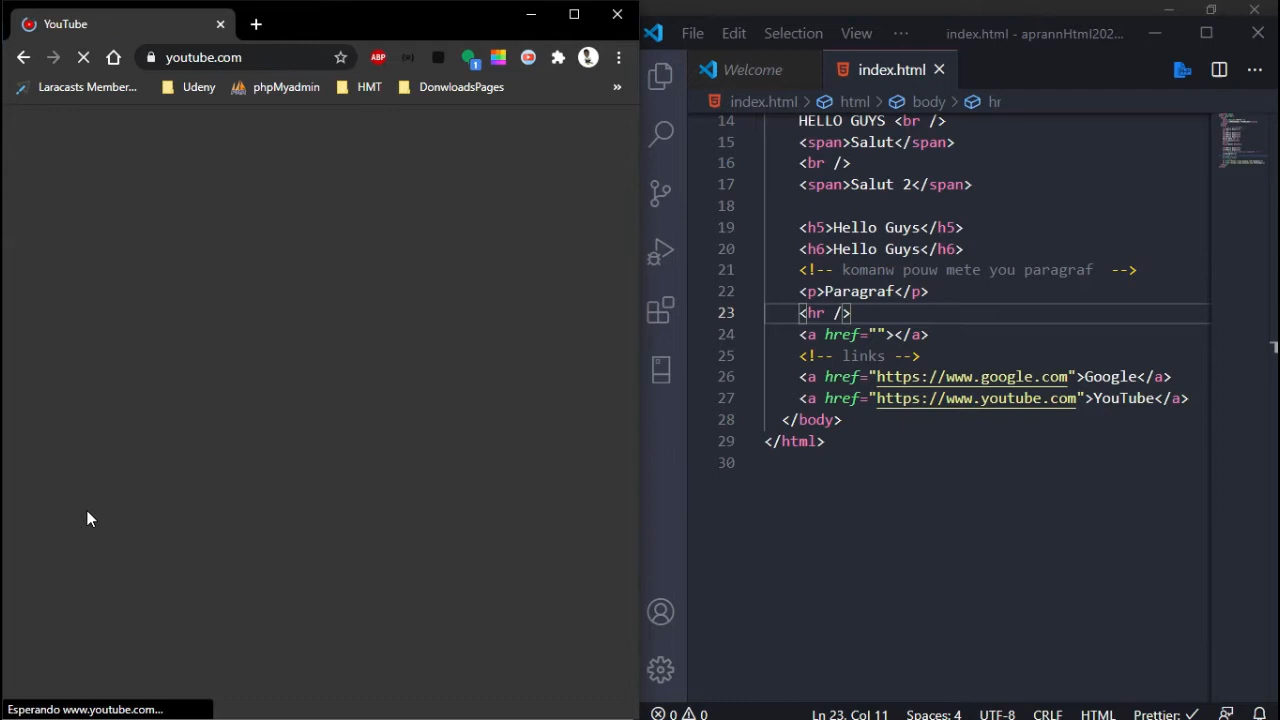 YouTube
youtube.com
ABP
1
Laracasts Member...
Udeny
phpMyadmin
HMT
DonwloadsPages
»
Esperando www.youtube.com...
File Edit Selection View ··· index.html - aprannHtml202...
Welcome index.html
index.html > html > body > hr
14 HELLO GUYS <br />
15 <span>Salut</span>
16 <br />
17 <span>Salut 2</span>
18
19 <h5>Hello Guys</h5>
20 <h6>Hello Guys</h6>
21 <!-- komanw pouw mete you paragraf  -->
22 <p>Paragraf</p>
23 <hr />
24 <a href=""></a>
25 <!-- links -->
26 <a href="https://www.google.com">Google</a>
27 <a href="https://www.youtube.com">YouTube</a>
28 </body>
29 </html>
30
0 0 Ln 23, Col 11 Spaces: 4 UTF-8 CRLF HTML Prettier: ✓